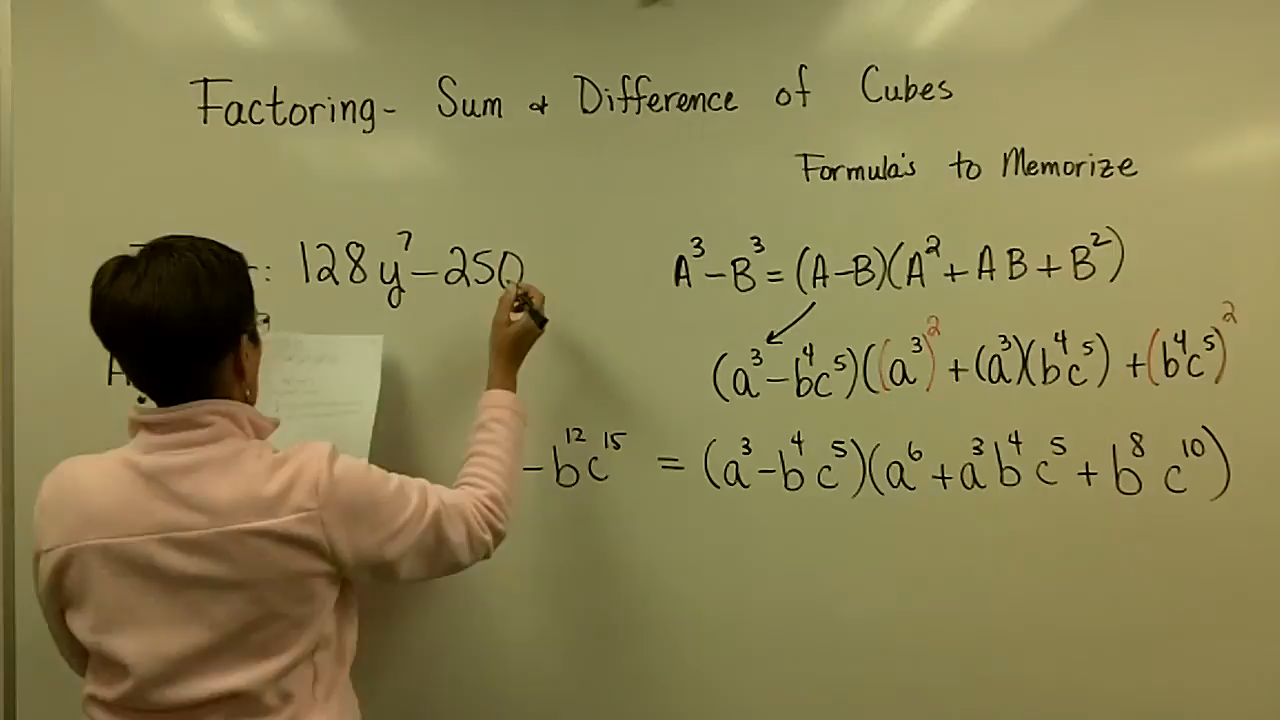 Factoring- Sum & Difference of Cubes
Formula's to Memorize
: 128y⁷-250
A³-B³=(A-B)(A²+AB+B²)
(a³-b⁴c⁵)((a³)²+(a³)(b⁴c⁵)+(b⁴c⁵)²
-b¹²c¹⁵ = (a³-b⁴c⁵)(a⁶+a³b⁴c⁵+b⁸c¹⁰)